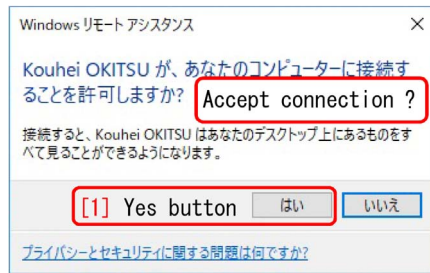 Windows リモート アシスタンス
Kouhei OKITSU が、あなたのコンピューターに接続す
ることを許可しますか?
Accept connection ?
接続すると、Kouhei OKITSU はあなたのデスクトップ上にあるものをす
べて見ることができるようになります。
[1] Yes button はい いいえ
プライバシーとセキュリティに関する問題は何ですか?